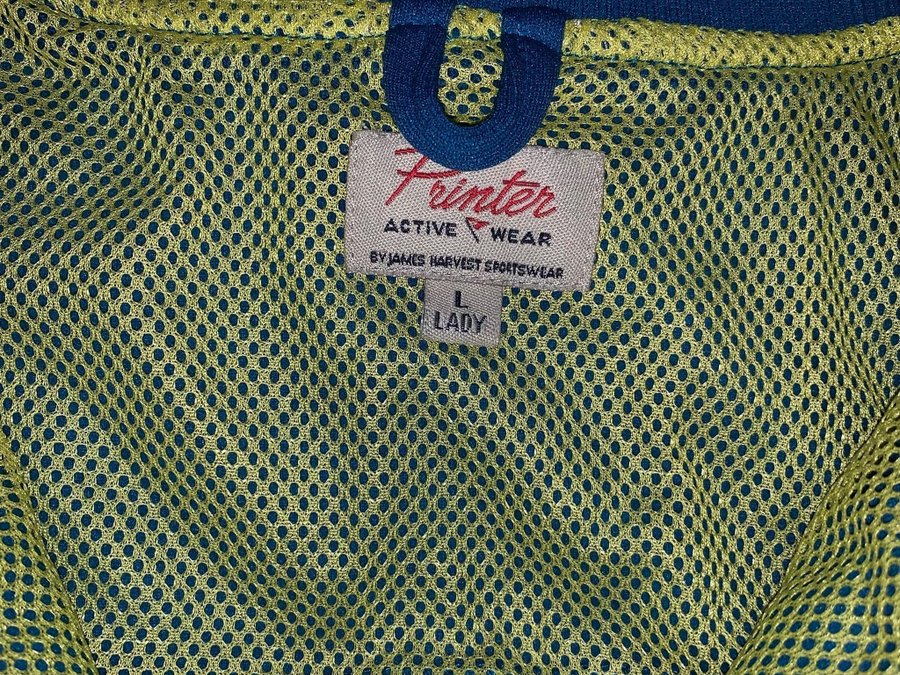 Printer
ACTIVE WEAR
BY JAMES HARVEST SPORTSWEAR
L
LADY